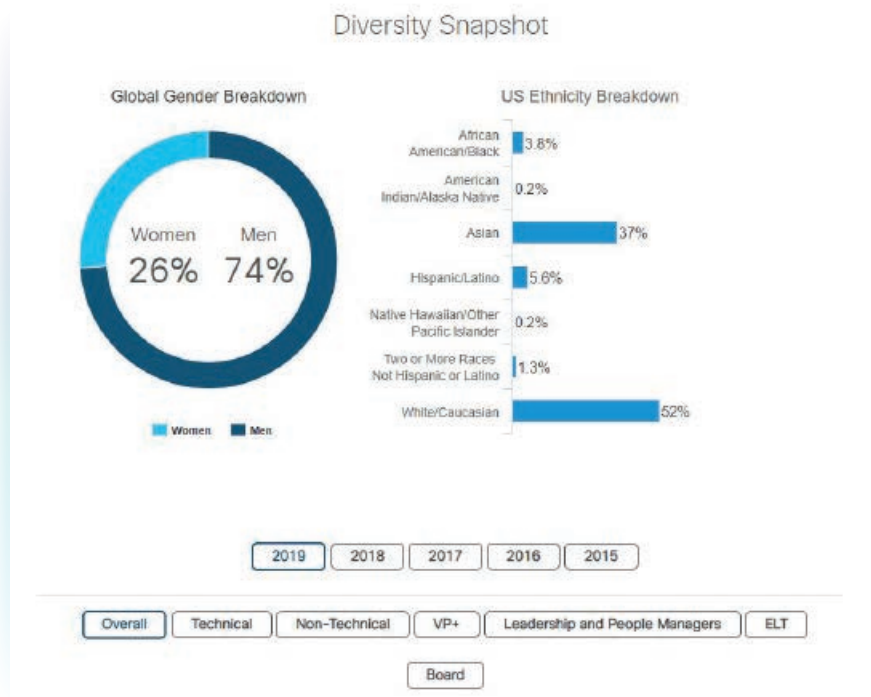 Diversity Snapshot
Global Gender Breakdown
Women Men
26% 74%
Women Men
US Ethnicity Breakdown
African
American/Black
3.8%
American
Indian/Alaska Native
0.2%
Asian
37%
Hispanic/Latino
5.6%
Native Hawaiian/Other
Pacific Islander
0.2%
Two or More Races
Not Hispanic or Latino
1.3%
White/Caucasian
52%
2019 2018 2017 2016 2015
Overall Technical Non-Technical VP+ Leadership and People Managers ELT
Board